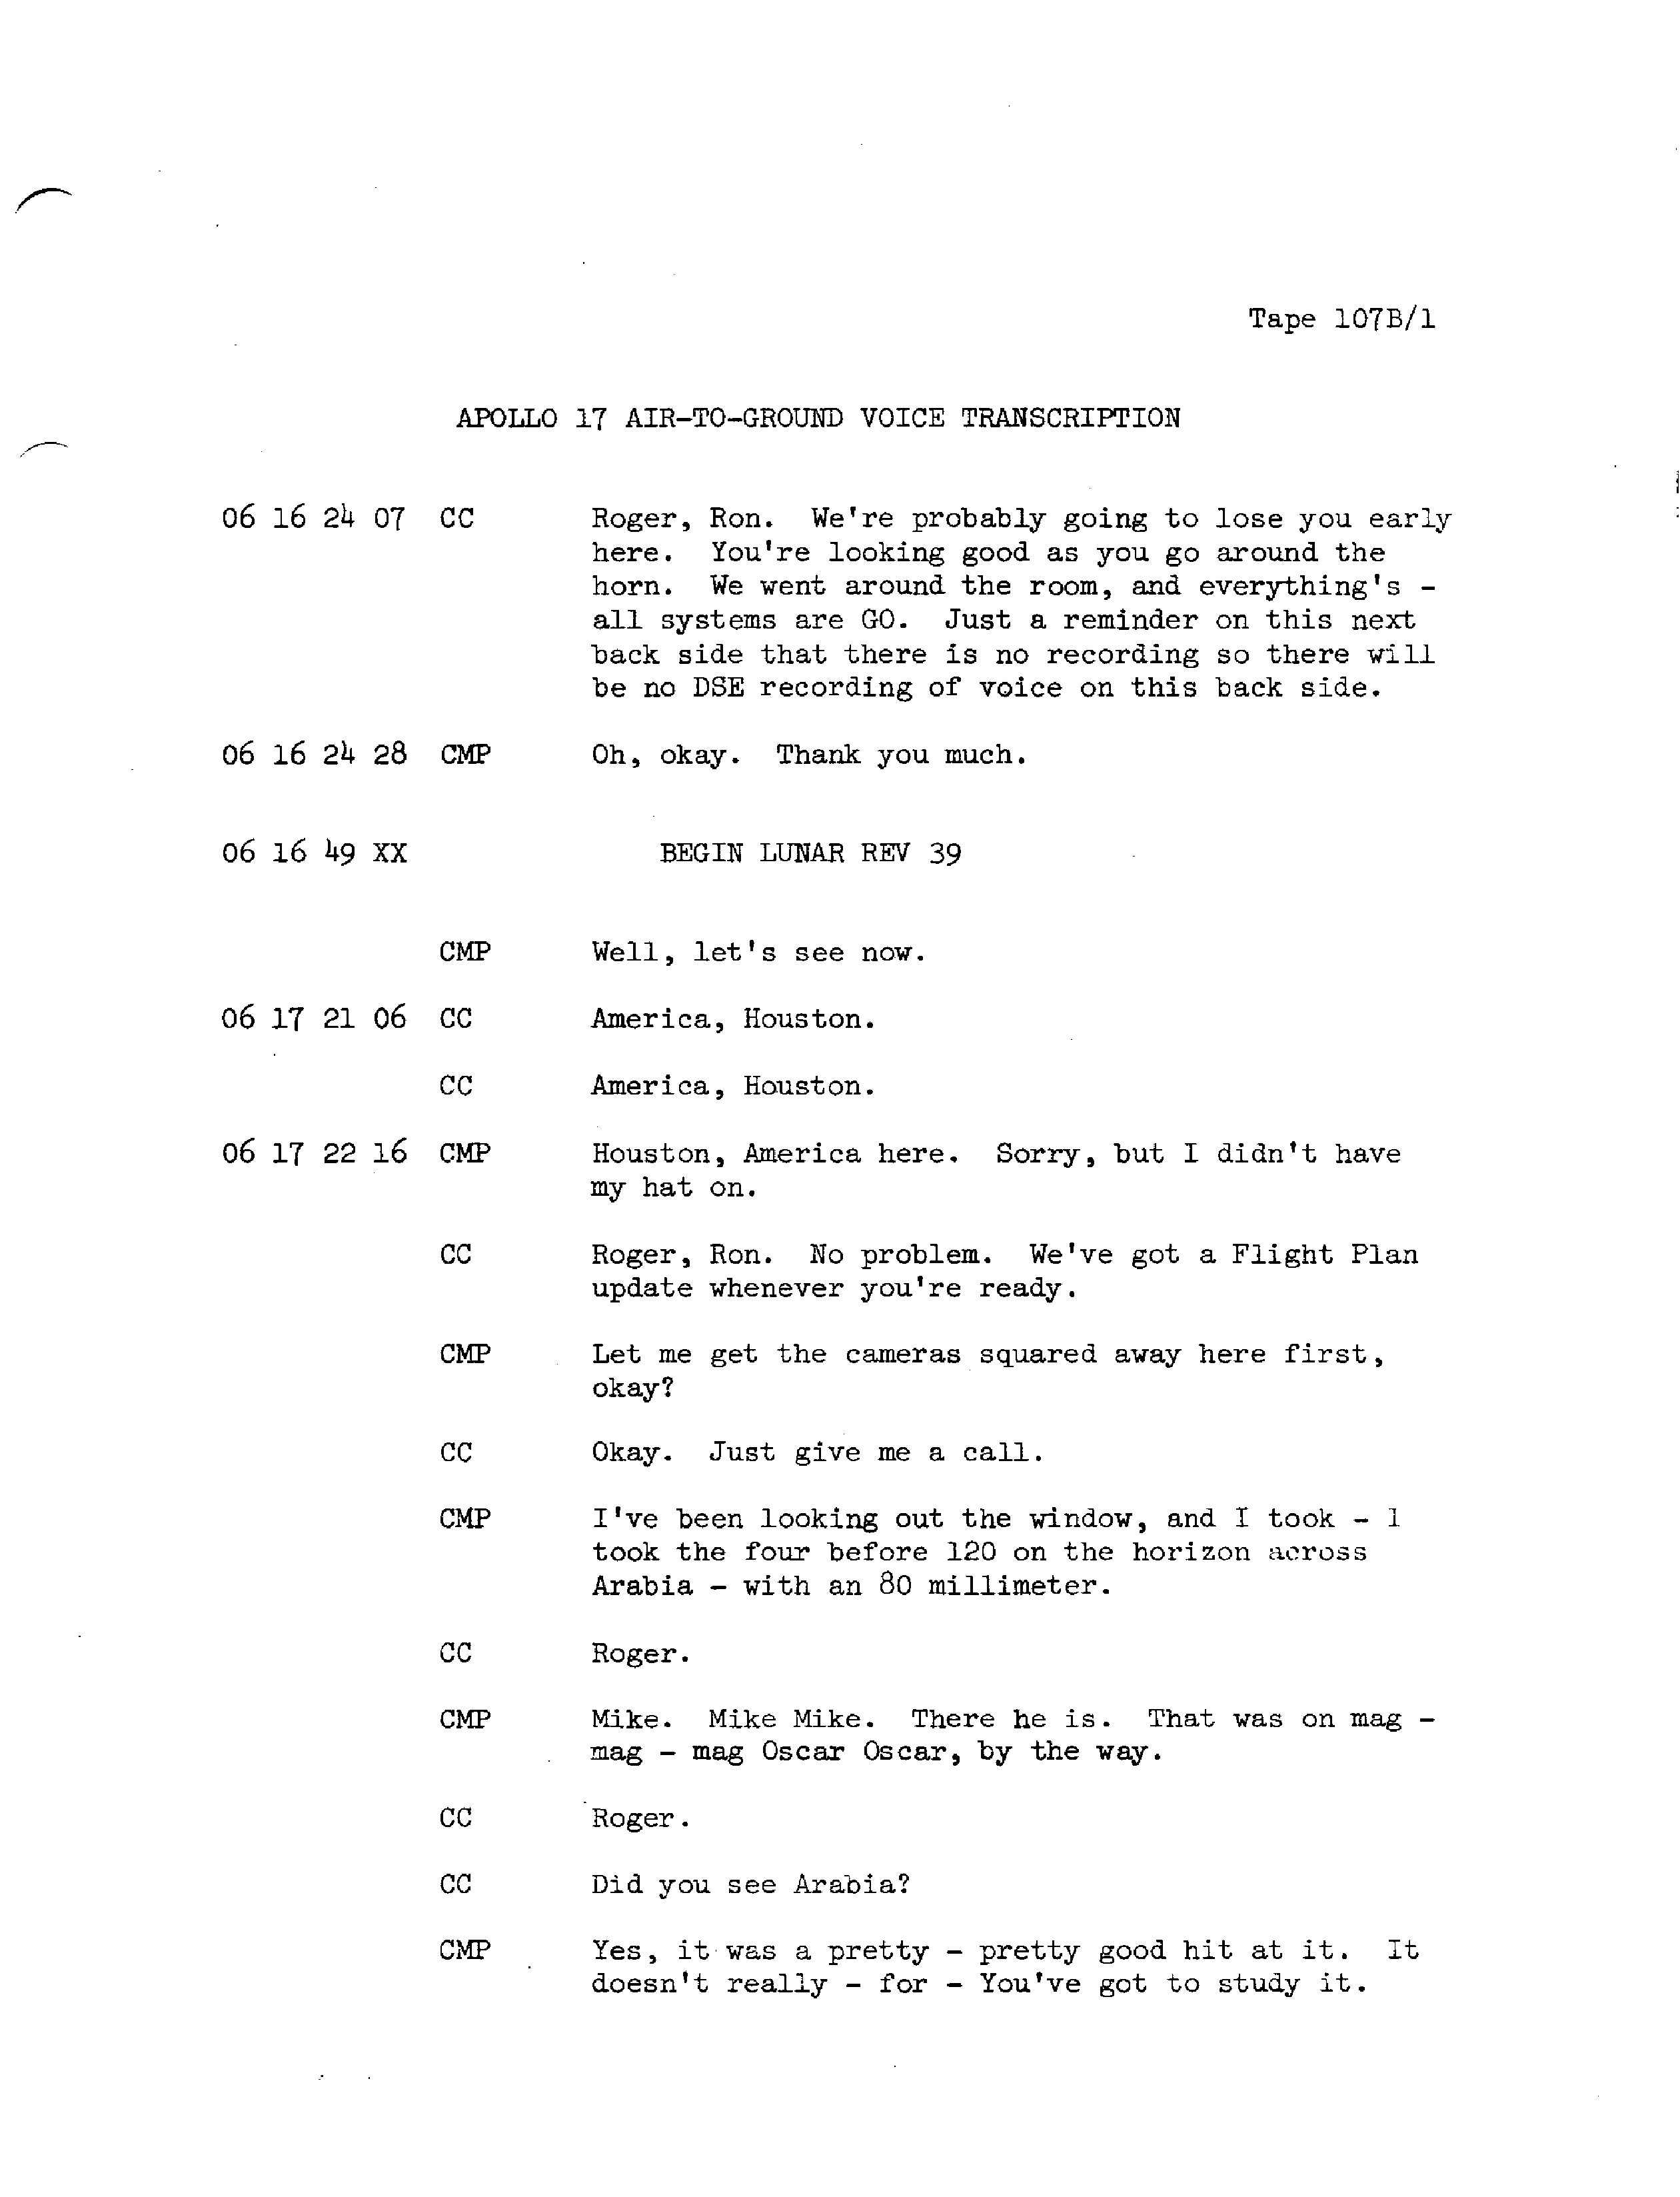 Tape 107B/1
APOLLO 17 AIR-TO-GROUND VOICE TRANSCRIPTION
06 16 24 07 CC Roger, Ron. We're probably going to lose you early
here. You're looking good as you go around the
horn. We went around the room, and everything's -
all systems are GO. Just a reminder on this next
back side that there is no recording so there will
be no DSE recording of voice on this back side.
06 16 24 28 CMP Oh, okay. Thank you much.
06 16 49 XX BEGIN LUNAR REV 39
CMP Well, let's see now.
06 17 21 06 CC America, Houston.
CC America, Houston.
06 17 22 16 CMP Houston, America here. Sorry, but I didn't have
my hat on.
CC Roger, Ron. No problem. We've got a Flight Plan
update whenever you're ready.
CMP Let me get the cameras squared away here first,
okay?
CC Okay. Just give me a call.
CMP I've been looking out the window, and I took - I
took the four before 120 on the horizon across
Arabia - with an 80 millimeter.
CC Roger.
CMP Mike. Mike Mike. There he is. That was on mag -
mag - mag Oscar Oscar, by the way.
CC Roger.
CC Did you see Arabia?
CMP Yes, it was a pretty - pretty good hit at it. It
doesn't really - for - You've got to study it.